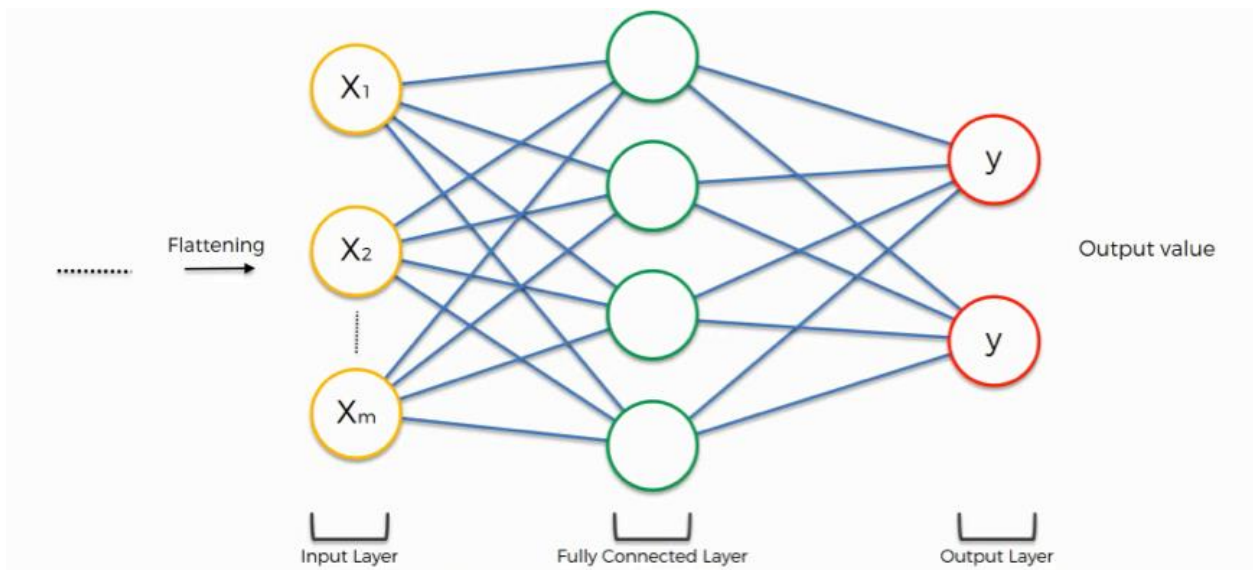 X₁
Flattening
X₂
Xₘ
y
y
Output value
Input Layer
Fully Connected Layer
Output Layer